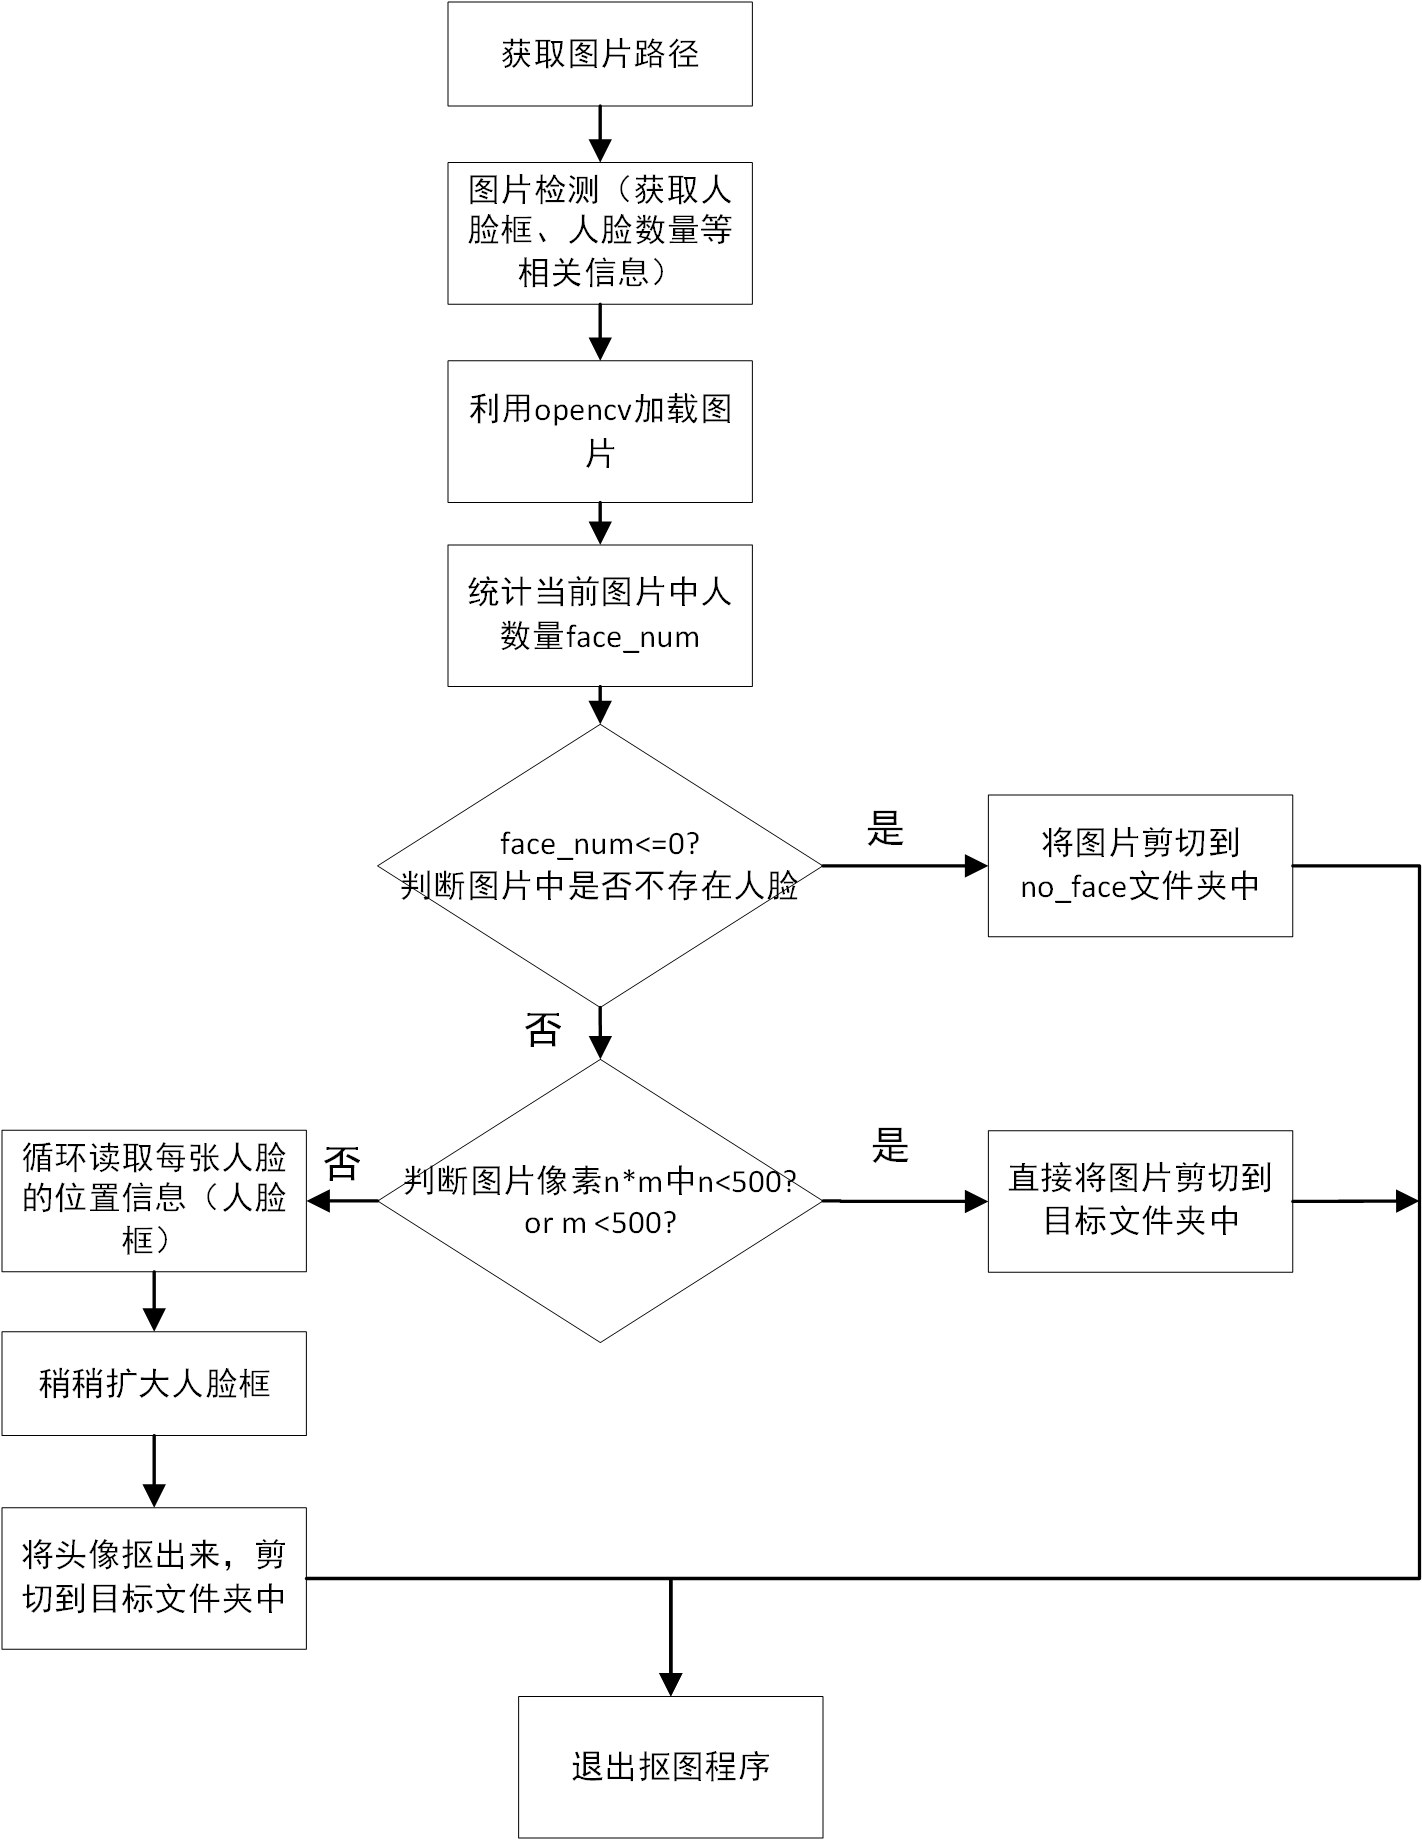 获取图片路径
图片检测（获取人
脸框、人脸数量等
相关信息）
利用opencv加载图
片
统计当前图片中人
数量face_num
face_num<=0?
判断图片中是否不存在人脸
是
将图片剪切到
no_face文件夹中
否
判断图片像素n*m中n<500?
or m <500?
是
直接将图片剪切到
目标文件夹中
否
循环读取每张人脸
的位置信息（人脸
框）
稍稍扩大人脸框
将头像抠出来，剪
切到目标文件夹中
退出抠图程序